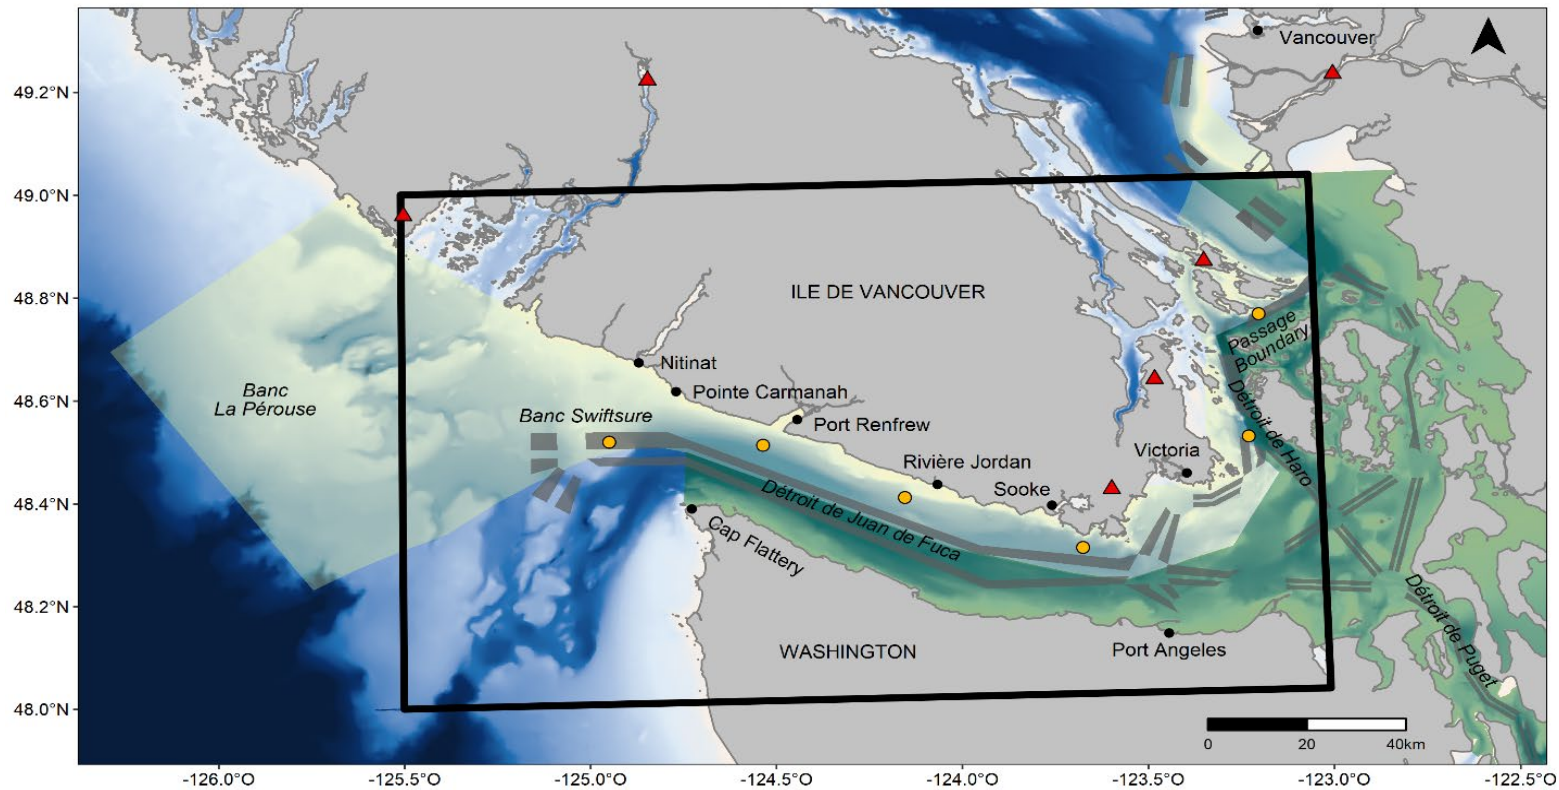 Vancouver
49.2°N
49.0°N
48.8°N
48.6°N
48.4°N
48.2°N
48.0°N
ILE DE VANCOUVER
Passage
Boundary
Nitinat
Pointe Carmanah
Banc
La Pérouse
Banc Swiftsure
Port Renfrew
Détroit de Haro
Victoria
Rivière Jordan
Sooke
Détroit de Juan de Fuca
Cap Flattery
Détroit de Puget
WASHINGTON
Port Angeles
0
20
40km
-126.0°O
-125.5°O
-125.0°O
-124.5°O
-124.0°O
-123.5°O
-123.0°O
-122.5°O